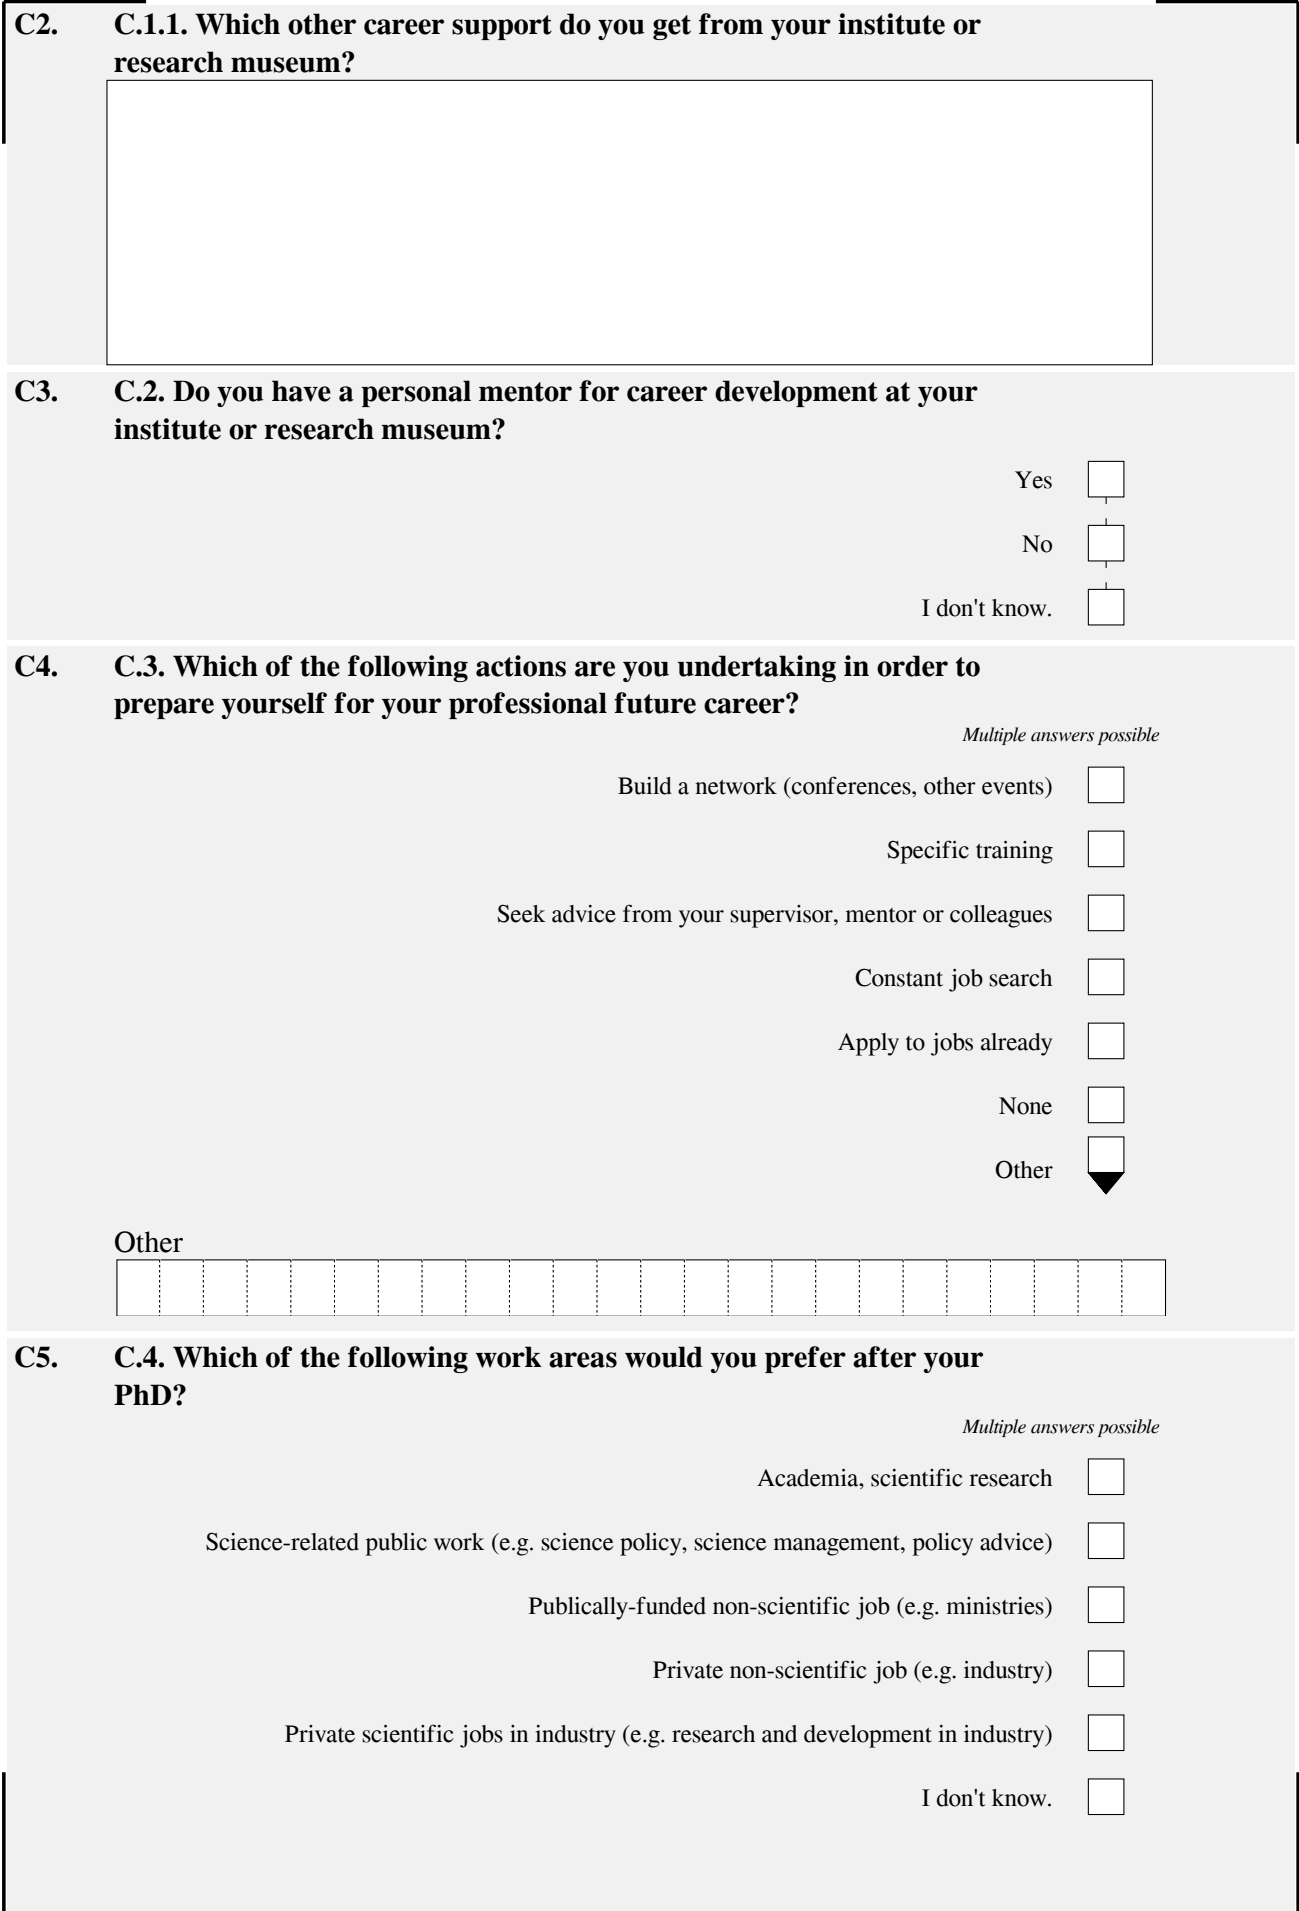 C2. C.1.1. Which other career support do you get from your institute or
research museum?
C3. C.2. Do you have a personal mentor for career development at your
institute or research museum?
Yes
No
I don't know.
C4. C.3. Which of the following actions are you undertaking in order to
prepare yourself for your professional future career?
Multiple answers possible
Build a network (conferences, other events)
Specific training
Seek advice from your supervisor, mentor or colleagues
Constant job search
Apply to jobs already
None
Other
Other
C5. C.4. Which of the following work areas would you prefer after your
PhD?
Multiple answers possible
Academia, scientific research
Science-related public work (e.g. science policy, science management, policy advice)
Publically-funded non-scientific job (e.g. ministries)
Private non-scientific job (e.g. industry)
Private scientific jobs in industry (e.g. research and development in industry)
I don't know.